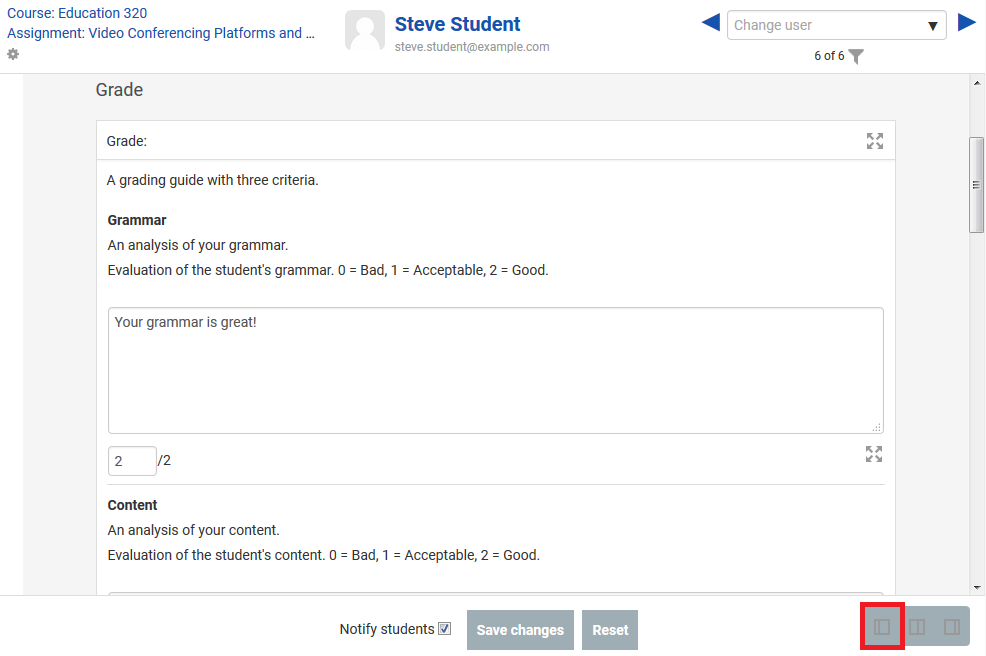 Course: Education 320
Assignment: Video Conferencing Platforms and ...
Steve Student
steve.student@example.com
Change user
6 of 6
Grade
Grade:
A grading guide with three criteria.
Grammar
An analysis of your grammar.
Evaluation of the student's grammar. 0 = Bad, 1 = Acceptable, 2 = Good.
Your grammar is great!
2 /2
Content
An analysis of your content.
Evaluation of the student's content. 0 = Bad, 1 = Acceptable, 2 = Good.
Notify students Save changes Reset